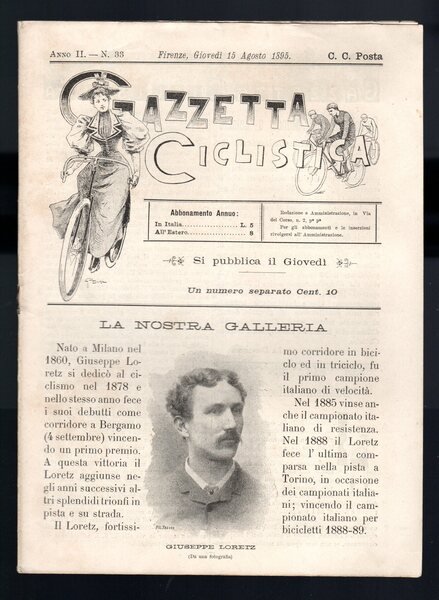 Anno II. — N. 33
Firenze, Giovedì 15 Agosto 1895.
C. C. Posta
Gazzetta
Ciclistica
Abbonamento Annuo:
In Italia................ L. 5
All'Estero............... » 8
Redazione e Amministrazione, in Via
del Corso, n. 2, pº pº
Per gli abbonamenti e le inserzioni
rivolgersi all'Amministrazione.
Si pubblica il Giovedì
Un numero separato Cent. 10
LA NOSTRA GALLERIA
Nato a Milano nel
1860, Giuseppe Lo-
retz si dedicò al ci-
clismo nel 1878 e
nello stesso anno fece
i suoi debutti come
corridore a Bergamo
(4 settembre) vincen-
do un primo premio.
A questa vittoria il
Loretz aggiunse ne-
gli anni successivi al-
tri splendidi trionfi in
pista e su strada.
Il Loretz, fortissi-
mo corridore in bici-
clo ed in triciclo, fu
il primo campione
italiano di velocità.
Nel 1885 vinse an-
che il campionato ita-
liano di resistenza.
Nel 1888 il Loretz
fece l'ultima com-
parsa nella pista a
Torino, in occasione
dei campionati italia-
ni; vincendo il cam-
pionato italiano per
bicicletti 1888-89.
GIUSEPPE LORETZ
(Da una fotografia)